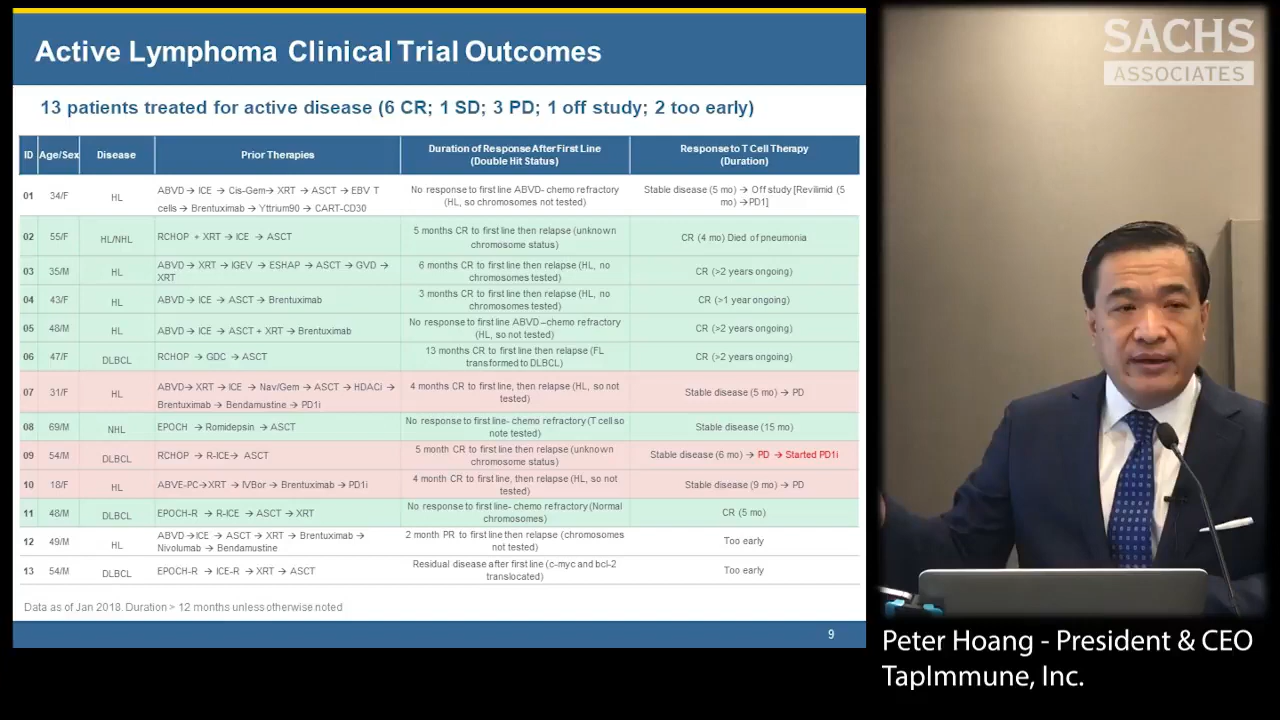 Active Lymphoma Clinical Trial Outcomes
13 patients treated for active disease (6 CR; 1 SD; 3 PD; 1 off study; 2 too early)
ID Age/Sex Disease Prior Therapies Duration of Response After First Line (Double Hit Status) Response to T Cell Therapy (Duration)
01 34/F HL ABVD → ICE → Cis-Gem→ XRT → ASCT → EBV T cells → Brentuximab → Yttrium90 → CART-CD30 No response to first line ABVD- chemo refractory (HL, so chromosomes not tested) Stable disease (5 mo) → Off study [Revilimid (5 mo) →PD1]
02 55/F HL/NHL RCHOP + XRT → ICE → ASCT 5 months CR to first line then relapse (unknown chromosome status) CR (4 mo) Died of pneumonia
03 35/M HL ABVD → XRT → IGEV → ESHAP → ASCT → GVD → XRT 6 months CR to first line then relapse (HL, no chromosomes tested) CR (>2 years ongoing)
04 43/F HL ABVD → ICE → ASCT → Brentuximab 3 months CR to first line then relapse (HL, no chromosomes tested) CR (>1 year ongoing)
05 48/M HL ABVD → ICE → ASCT + XRT → Brentuximab No response to first line ABVD –chemo refractory (HL, so not tested) CR (>2 years ongoing)
06 47/F DLBCL RCHOP → GDC → ASCT 13 months CR to first line then relapse (FL transformed to DLBCL) CR (>2 years ongoing)
07 31/F HL ABVD→ XRT → ICE → Nav/Gem → ASCT → HDACi → Brentuximab → Bendamustine → PD1i 4 months CR to first line, then relapse (HL, so not tested) Stable disease (5 mo) → PD
08 69/M NHL EPOCH → Romidepsin → ASCT No response to first line- chemo refractory (T cell so note tested) Stable disease (15 mo)
09 54/M DLBCL RCHOP → R-ICE→ ASCT 5 month CR to first line then relapse (unknown chromosome status) Stable disease (6 mo) → PD → Started PD1i
10 18/F HL ABVE-PC→XRT → IVBor → Brentuximab → PD1i 4 month CR to first line, then relapse (HL, so not tested) Stable disease (9 mo) → PD
11 48/M DLBCL EPOCH-R → R-ICE → ASCT → XRT No response to first line- chemo refractory (Normal chromosomes) CR (5 mo)
12 49/M HL ABVD →ICE → ASCT → XRT → Brentuximab → Nivolumab → Bendamustine 2 month PR to first line then relapse (chromosomes not tested) Too early
13 54/M DLBCL EPOCH-R → ICE-R → XRT → ASCT Residual disease after first line (c-myc and bcl-2 translocated) Too early
Data as of Jan 2018. Duration > 12 months unless otherwise noted
9
SACHS
ASSOCIATES
Peter Hoang - President & CEO
TapImmune, Inc.